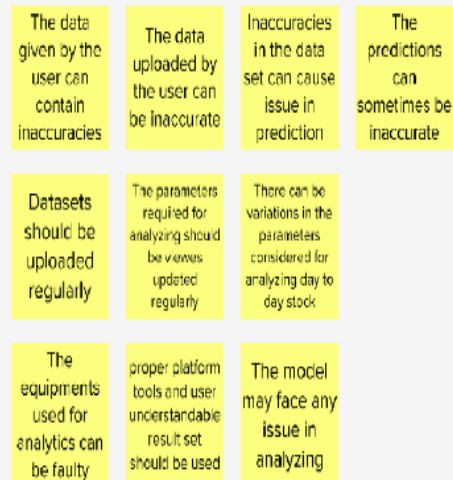 The data
given by the
user can
contain
inaccuracies
The data
uploaded by
the user can
be inaccurate
Inaccuracies
in the data
set can cause
issue in
prediction
The
predictions
can
sometimes be
inaccurate
Datasets
should be
uploaded
regularly
The parameters
required for
analyzing should
be viewes
updated
regularly
There can be
variations in the
parameters
considered for
analyzing day to
day stock
The
equipments
used for
analytics can
be faulty
proper platform
tools and user
understandable
result set
should be used
The model
may face any
issue in
analyzing